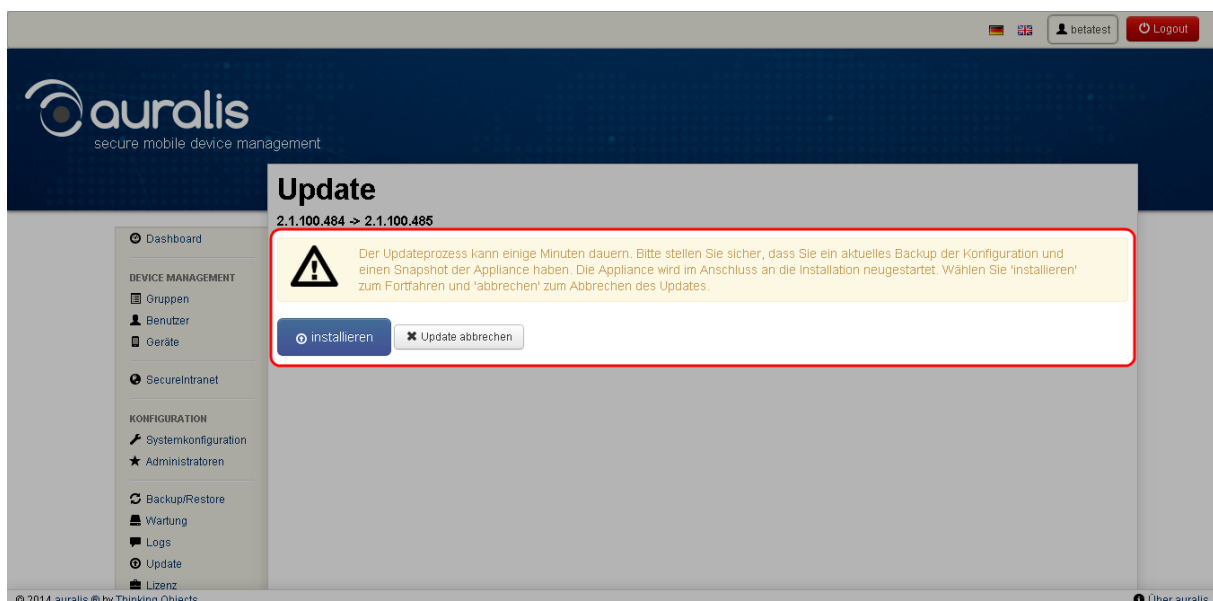 betatest
Logout
auralis
secure mobile device management
Update
2.1.100.484 -> 2.1.100.485
Der Updateprozess kann einige Minuten dauern. Bitte stellen Sie sicher, dass Sie ein aktuelles Backup der Konfiguration und
einen Snapshot der Appliance haben. Die Appliance wird im Anschluss an die Installation neugestartet. Wählen Sie 'installieren'
zum Fortfahren und 'abbrechen' zum Abbrechen des Updates.
installieren
Update abbrechen
Dashboard
DEVICE MANAGEMENT
Gruppen
Benutzer
Geräte
SecureIntranet
KONFIGURATION
Systemkonfiguration
Administratoren
Backup/Restore
Wartung
Logs
Update
Lizenz
© 2014 auralis ® by Thinking Objects
Über auralis